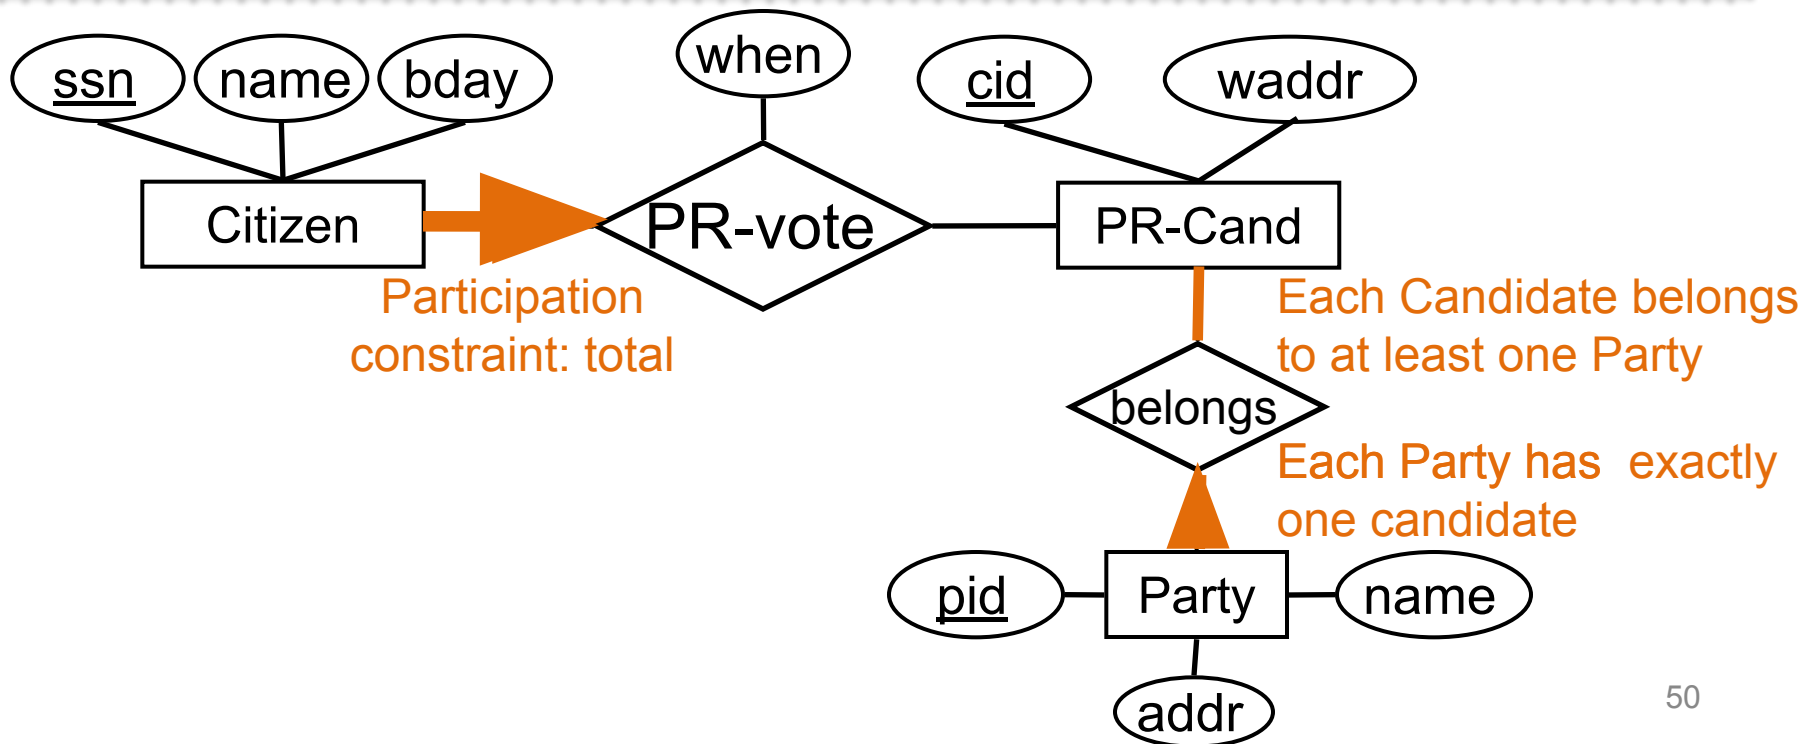 ssn name bday when cid waddr
Citizen PR-vote PR-Cand
Participation
constraint: total
Each Candidate belongs
to at least one Party
belongs
Each Party has exactly
one candidate
pid Party name
addr
50